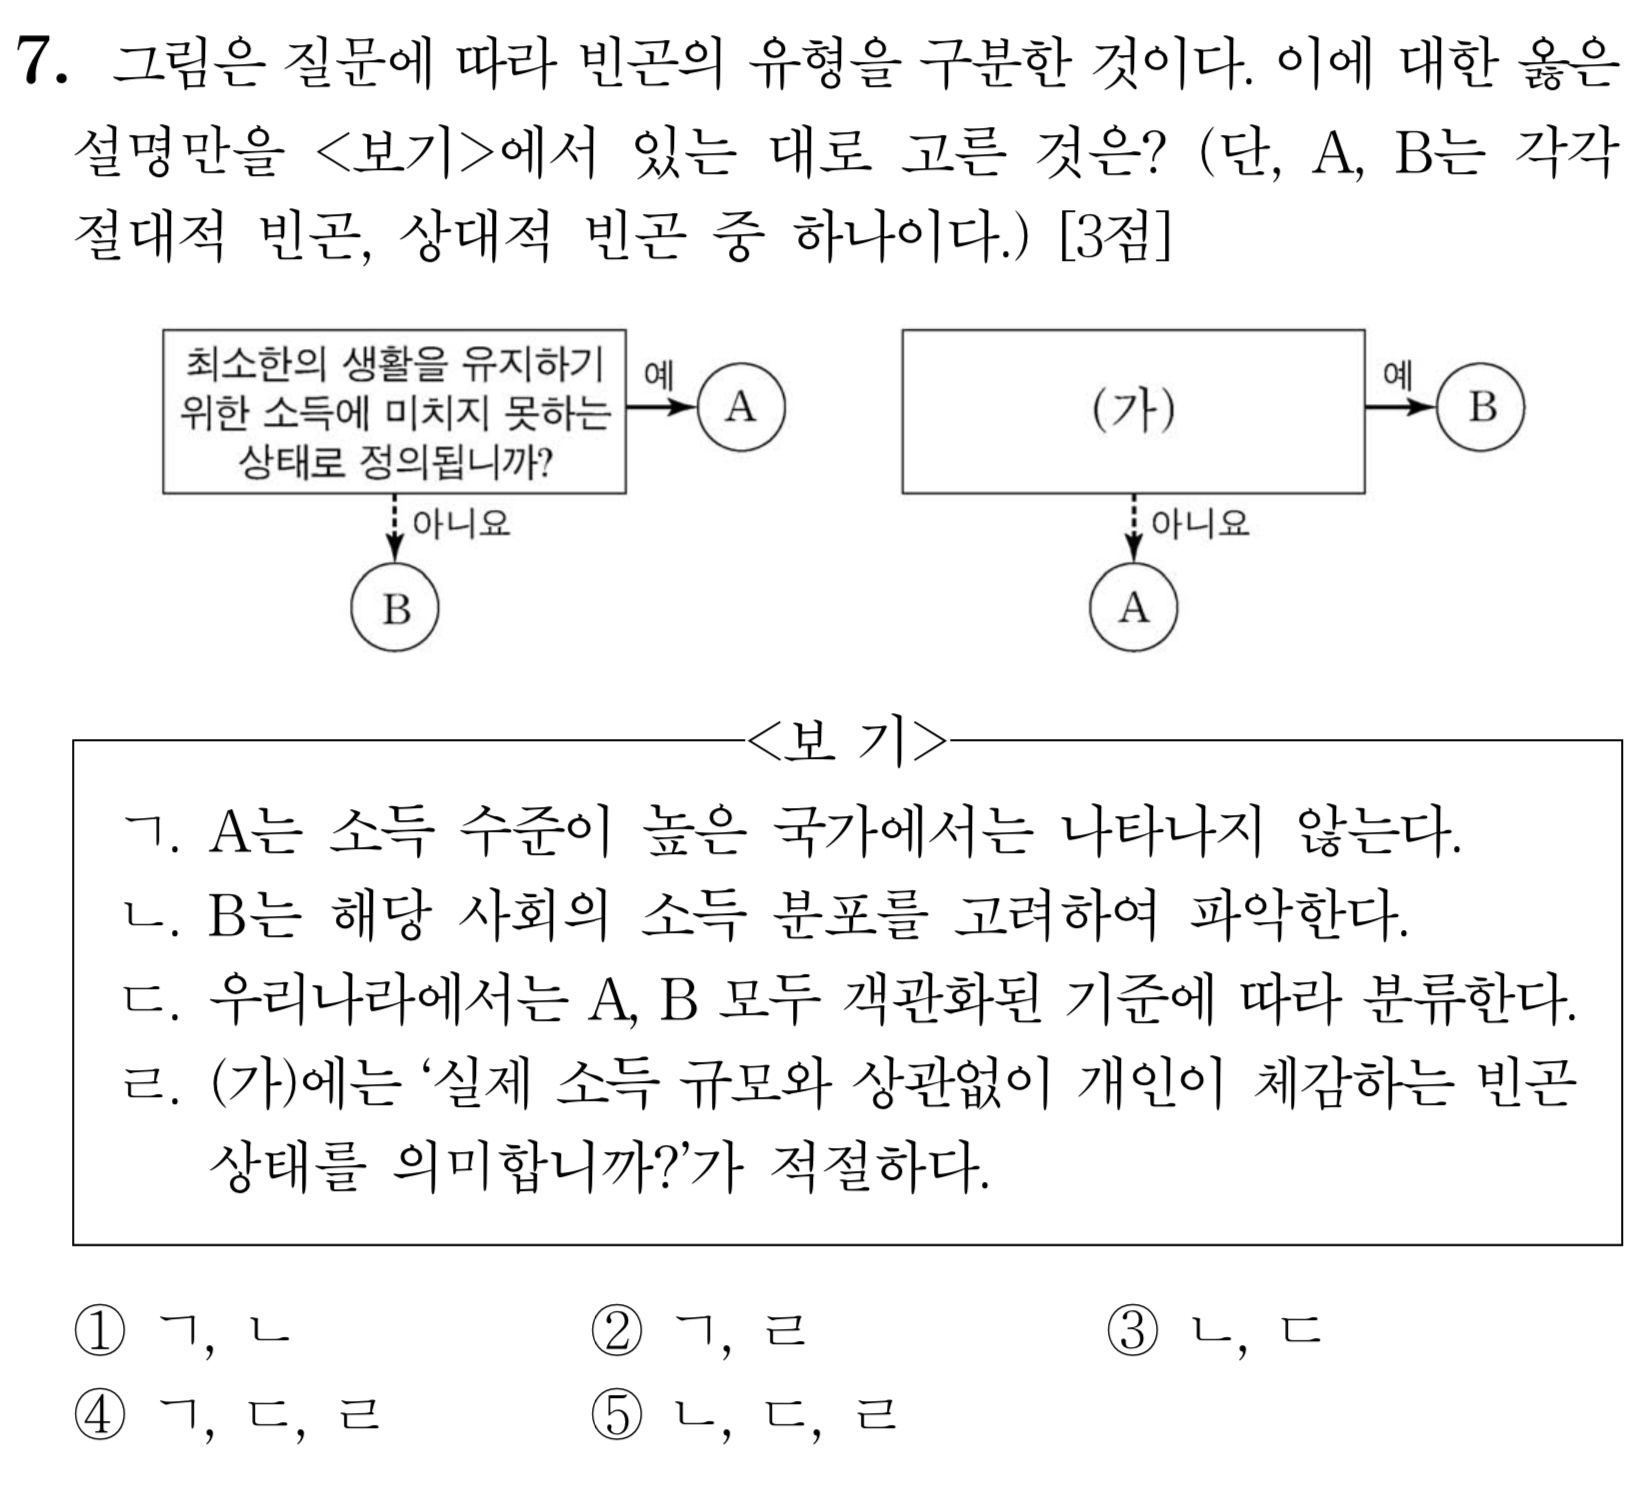 7. 그림은 질문에 따라 빈곤의 유형을 구분한 것이다. 이에 대한 옳은
설명만을 <보기>에서 있는 대로 고른 것은? (단, A, B는 각각
절대적 빈곤, 상대적 빈곤 중 하나이다.) [3점]
최소한의 생활을 유지하기
위한 소득에 미치지 못하는
상태로 정의됩니까?
예
A
아니요
B
(가)
예
B
아니요
A
<보 기>
ㄱ. A는 소득 수준이 높은 국가에서는 나타나지 않는다.
ㄴ. B는 해당 사회의 소득 분포를 고려하여 파악한다.
ㄷ. 우리나라에서는 A, B 모두 객관화된 기준에 따라 분류한다.
ㄹ. (가)에는 ‘실제 소득 규모와 상관없이 개인이 체감하는 빈곤
상태를 의미합니까?’가 적절하다.
① ㄱ, ㄴ ② ㄱ, ㄹ ③ ㄴ, ㄷ
④ ㄱ, ㄷ, ㄹ ⑤ ㄴ, ㄷ, ㄹ